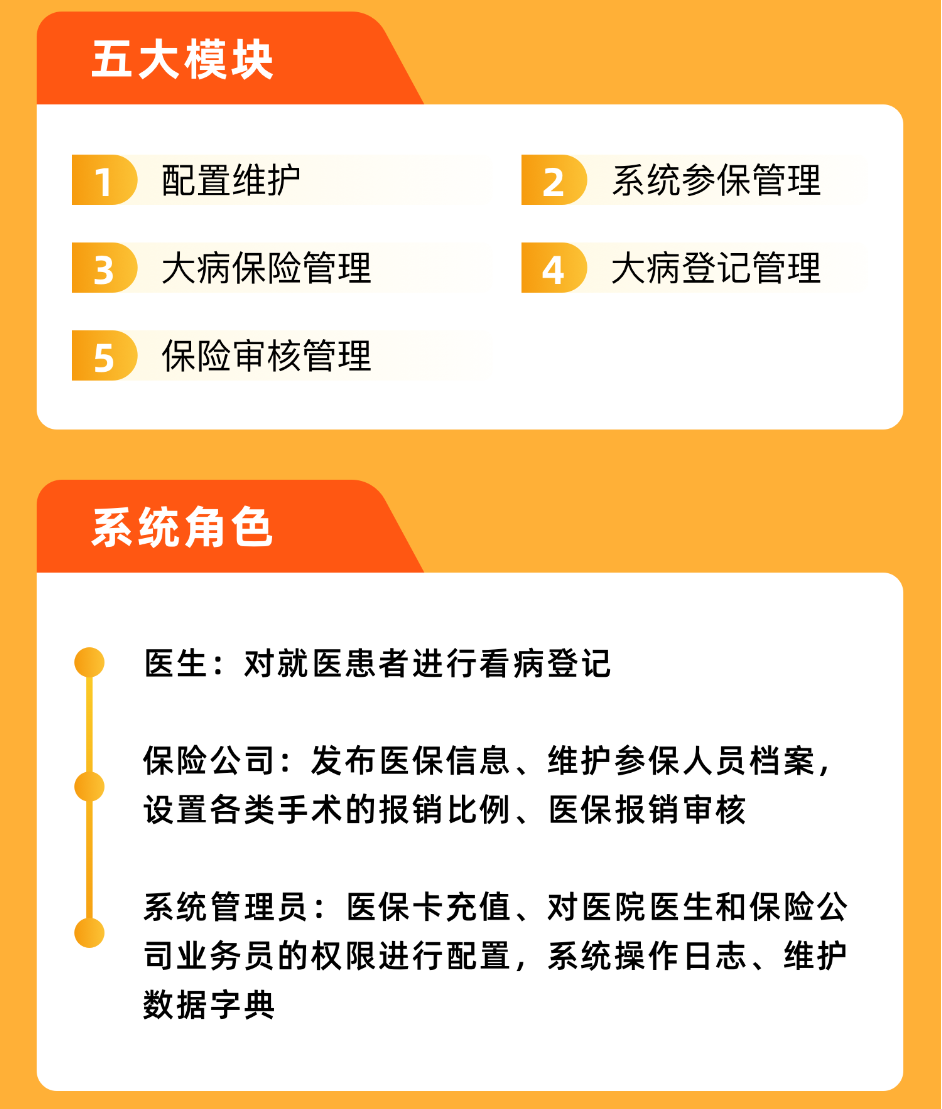 五大模块
1 配置维护
2 系统参保管理
3 大病保险管理
4 大病登记管理
5 保险审核管理
系统角色
医生：对就医患者进行看病登记
保险公司：发布医保信息、维护参保人员档案，
设置各类手术的报销比例、医保报销审核
系统管理员：医保卡充值、对医院医生和保险公
司业务员的权限进行配置，系统操作日志、维护
数据字典